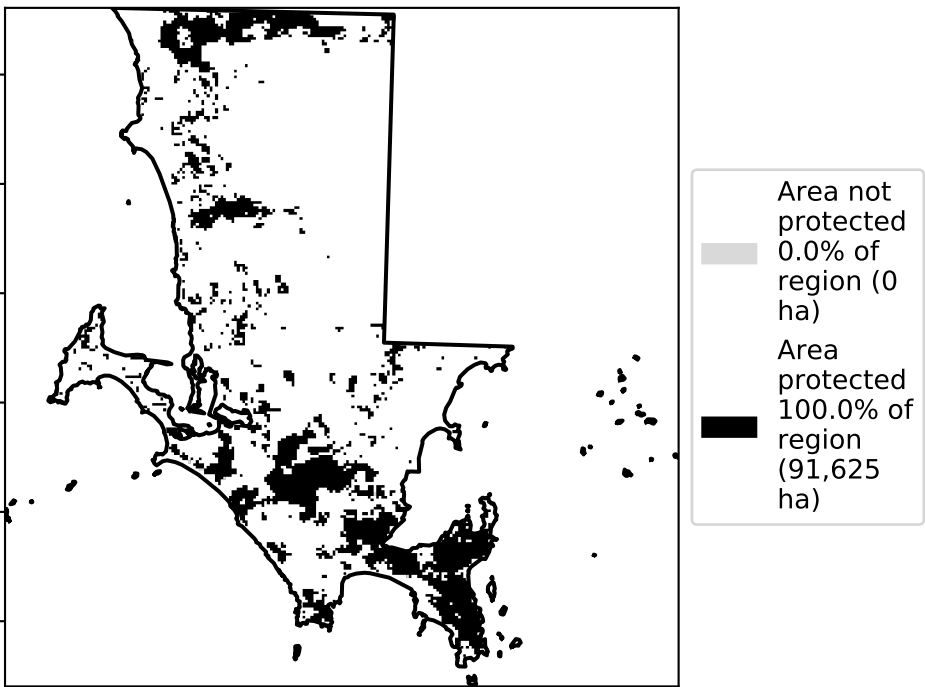 Area not
protected
0.0% of
region (0
ha)
Area
protected
100.0% of
region
(91,625
ha)